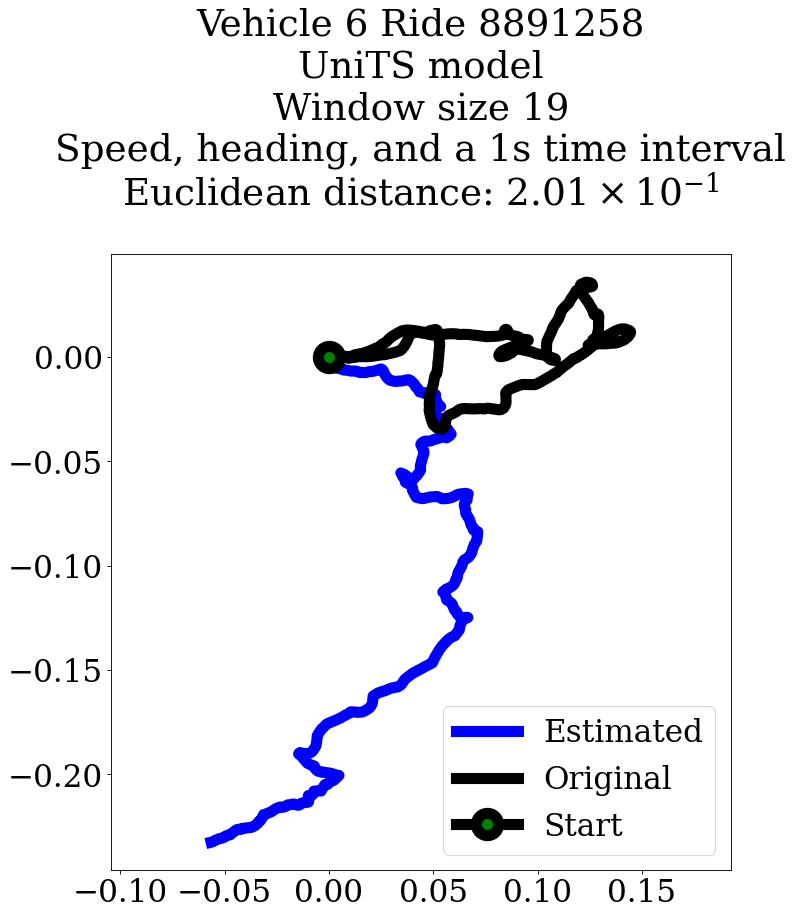 Vehicle 6 Ride 8891258
UniTS model
Window size 19
Speed, heading, and a 1s time interval
Euclidean distance: 2.01 × 10⁻¹
0.00
−0.05
−0.10
−0.15
−0.20
Estimated
Original
Start
−0.10 −0.05 0.00 0.05 0.10 0.15